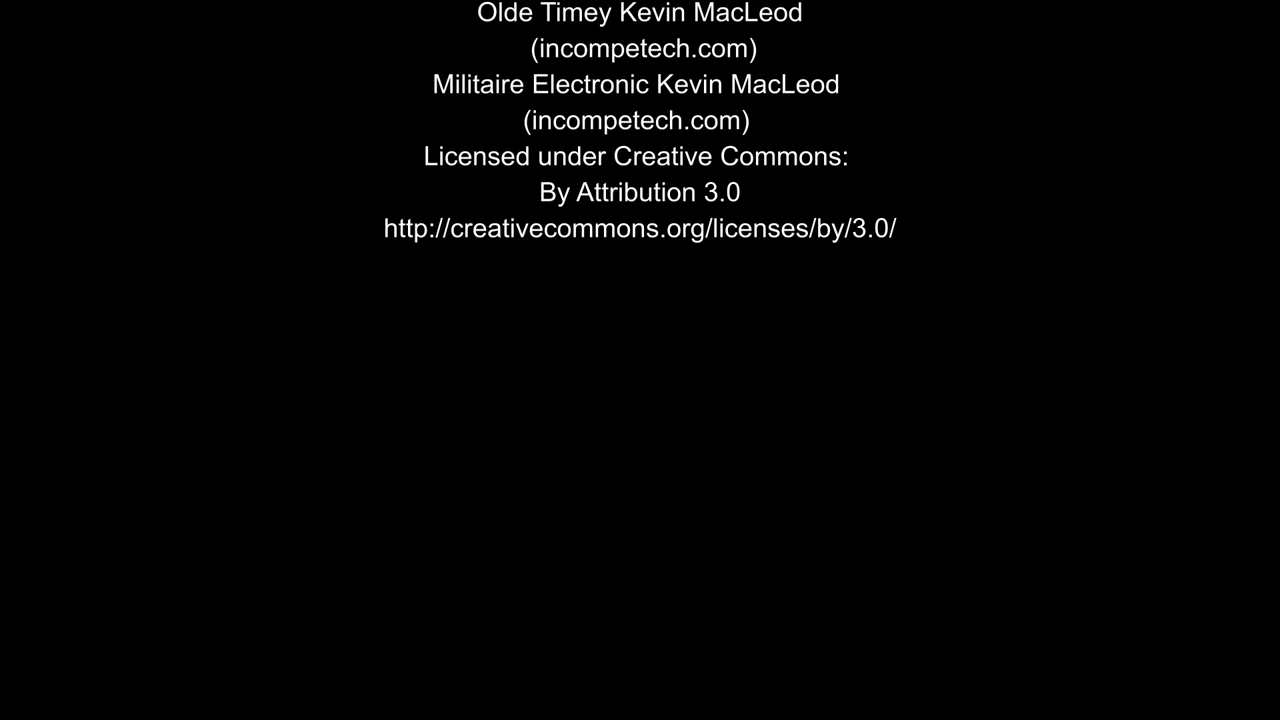 Olde Timey Kevin MacLeod
(incompetech.com)
Militaire Electronic Kevin MacLeod
(incompetech.com)
Licensed under Creative Commons:
By Attribution 3.0
http://creativecommons.org/licenses/by/3.0/